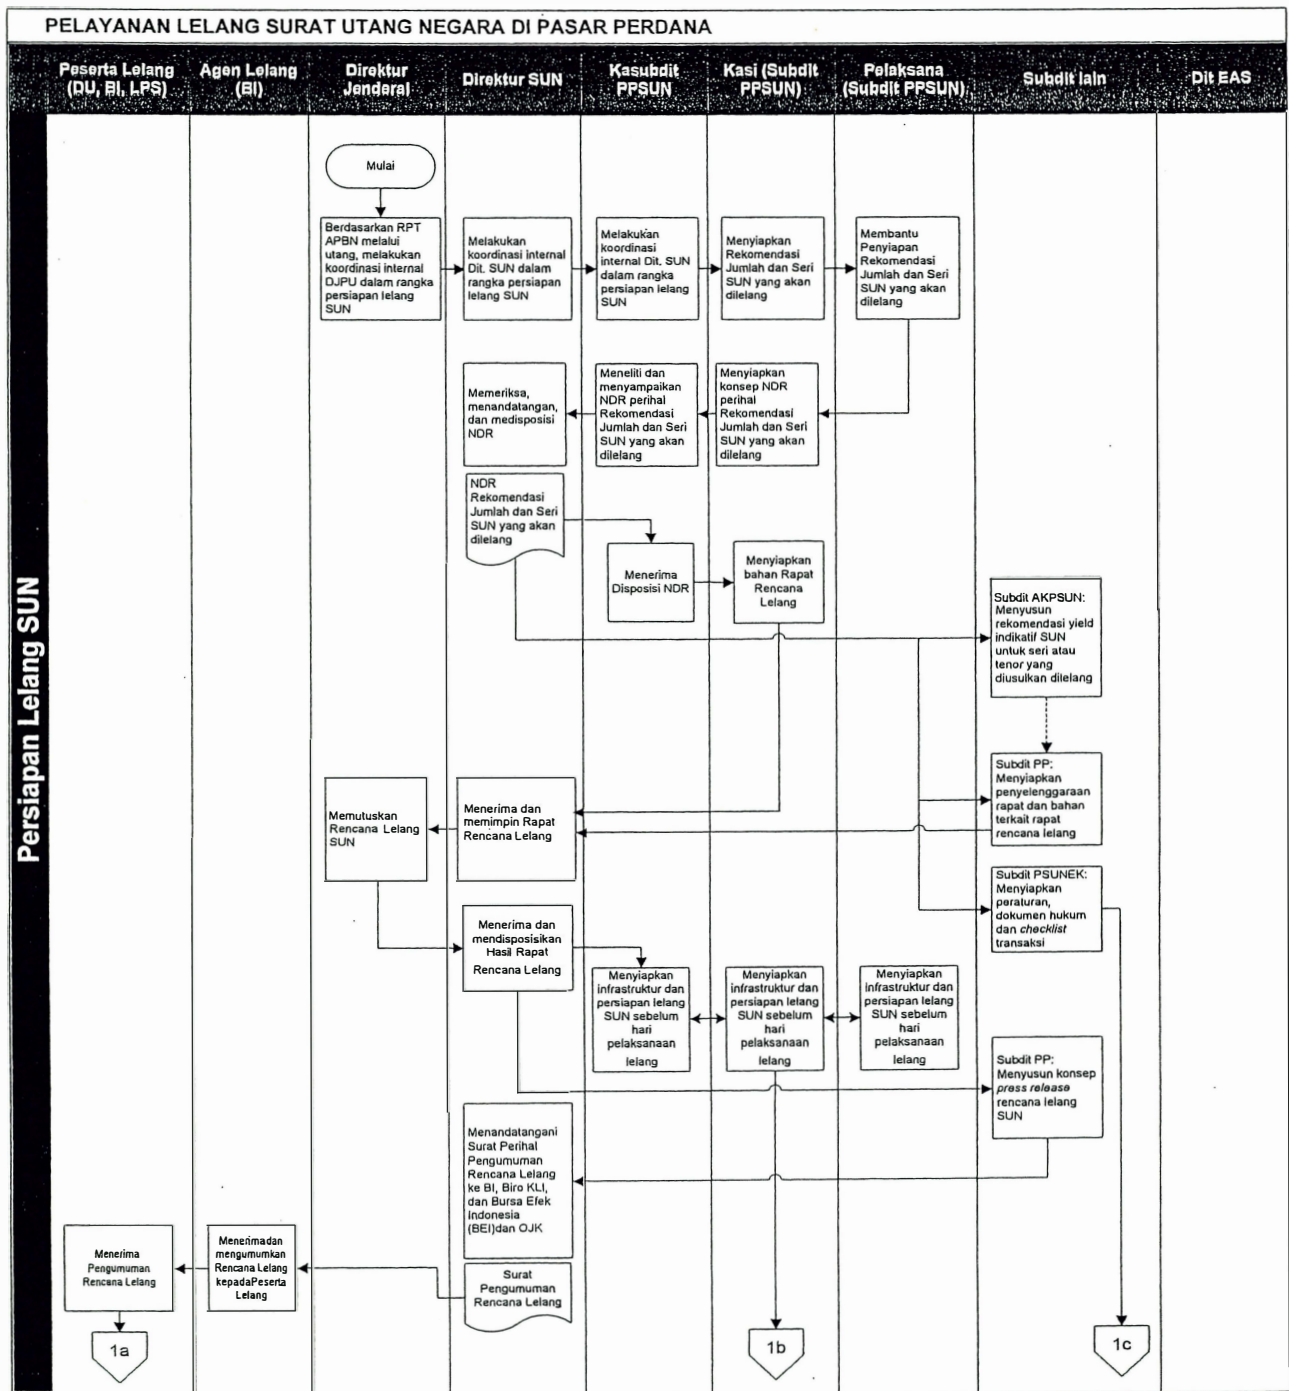 PELAYANAN LELANG SURAT UTANG NEGARA DI PASAR PERDANA
Peserta Lelang
(DU, BI, LPS)
Agen Lelang
(BI)
Direktur
Jenderal
Direktur SUN
Kasubdit
PPSUN
Kasi (Subdit
PPSUN)
Pelaksana
(Subdit PPSUN)
Subdit lain
Dit EAS
Persiapan Lelang SUN
Mulai
Berdasarkan RPT
APBN melalui
utang, melakukan
koordinasi internal
DJPU dalam rangka
persiapan lelang
SUN
Melakukan
koordinasi internal
Dit. SUN dalam
rangka persiapan
lelang SUN
Melakukan
koordinasi
internal Dit. SUN
dalam rangka
persiapan lelang
SUN
Menyiapkan
Rekomendasi
Jumlah dan Seri
SUN yang akan
dilelang
Membantu
Penyiapan
Rekomendasi
Jumlah dan Seri
SUN yang akan
dilelang
Memeriksa,
menandatangan,
dan medisposisi
NDR
Meneliti dan
menyampaikan
NDR perihal
Rekomendasi
Jumlah dan Seri
SUN yang akan
dilelang
Menyiapkan
konsep NDR
perihal
Rekomendasi
Jumlah dan Seri
SUN yang akan
dilelang
NDR
Rekomendasi
Jumlah dan Seri
SUN yang akan
dilelang
Menerima
Disposisi NDR
Menyiapkan
bahan Rapat
Rencana
Lelang
Subdit AKPSUN:
Menyusun
rekomendasi yield
indikatif SUN
untuk seri atau
tenor yang
diusulkan dilelang
Subdit PP:
Menyiapkan
penyelenggaraan
rapat dan bahan
terkait rapat
rencana lelang
Memutuskan
Rencana Lelang
SUN
Menerima dan
memimpin Rapat
Rencana Lelang
Subdit PSUNEK:
Menyiapkan
peraturan,
dokumen hukum
dan checklist
transaksi
Menerima dan
mendisposisikan
Hasil Rapat
Rencana Lelang
Menyiapkan
infrastruktur dan
persiapan lelang
SUN sebelum
hari
pelaksanaan
lelang
Menyiapkan
infrastruktur dan
persiapan lelang
SUN sebelum
hari
pelaksanaan
lelang
Menyiapkan
infrastruktur dan
persiapan lelang
SUN sebelum
hari
pelaksanaan
lelang
Subdit PP:
Menyusun konsep
press release
rencana lelang
SUN
Menandatangani
Surat Perihal
Pengumuman
Rencana Lelang
ke BI, Biro KLI,
dan Bursa Efek
Indonesia
(BEI)dan OJK
Menerima
Pengumuman
Rencana Lelang
Menerimadan
mengumumkan
Rencana Lelang
kepadaPeserta
Lelang
Surat
Pengumuman
Rencana Lelang
1a
1b
1c